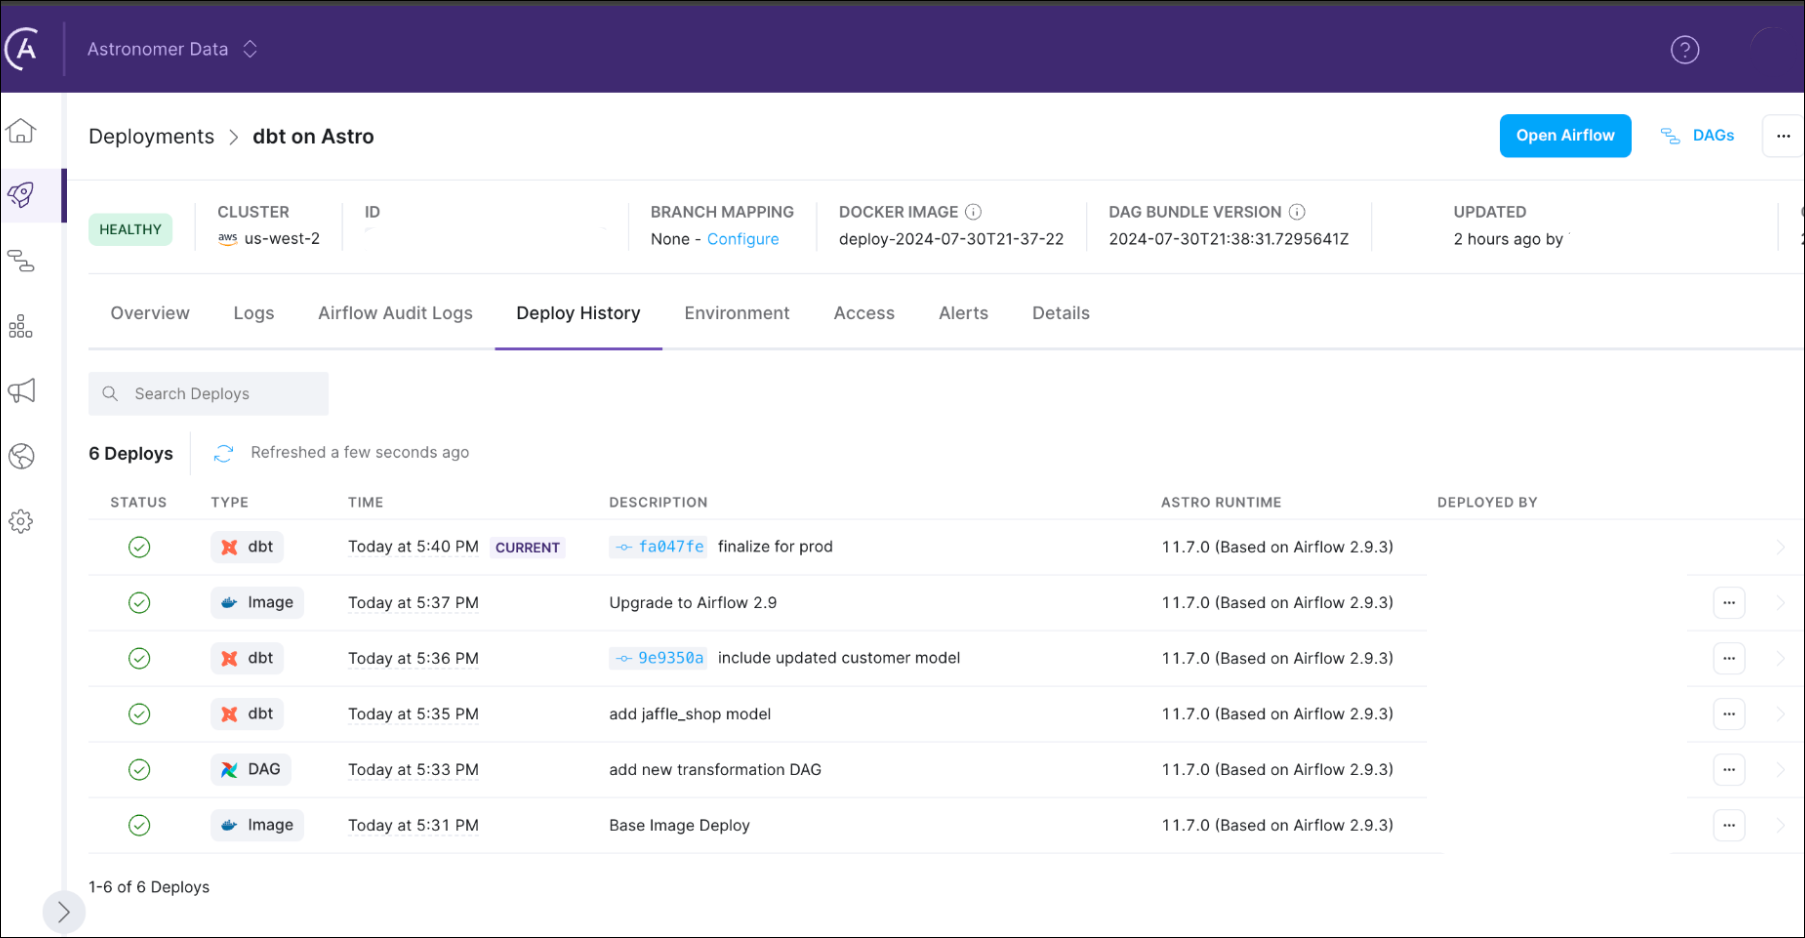 Astronomer Data
?
Deployments > dbt on Astro
Open Airflow
DAGs
...
HEALTHY
CLUSTER
aws us-west-2
ID
BRANCH MAPPING
None - Configure
DOCKER IMAGE
deploy-2024-07-30T21-37-22
DAG BUNDLE VERSION
2024-07-30T21:38:31.7295641Z
UPDATED
2 hours ago by
Overview Logs Airflow Audit Logs Deploy History Environment Access Alerts Details
Search Deploys
6 Deploys Refreshed a few seconds ago
STATUS TYPE TIME DESCRIPTION ASTRO RUNTIME DEPLOYED BY
dbt Today at 5:40 PM CURRENT fa047fe finalize for prod 11.7.0 (Based on Airflow 2.9.3)
Image Today at 5:37 PM Upgrade to Airflow 2.9 11.7.0 (Based on Airflow 2.9.3) ...
dbt Today at 5:36 PM 9e9350a include updated customer model 11.7.0 (Based on Airflow 2.9.3) ...
dbt Today at 5:35 PM add jaffle_shop model 11.7.0 (Based on Airflow 2.9.3) ...
DAG Today at 5:33 PM add new transformation DAG 11.7.0 (Based on Airflow 2.9.3) ...
Image Today at 5:31 PM Base Image Deploy 11.7.0 (Based on Airflow 2.9.3) ...
1-6 of 6 Deploys